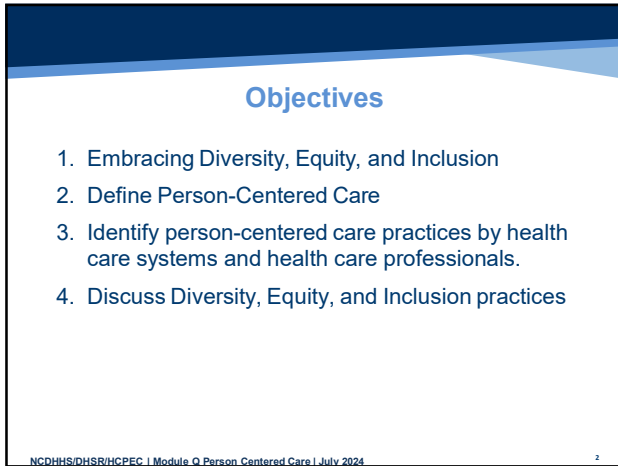 Objectives
1. Embracing Diversity, Equity, and Inclusion
2. Define Person-Centered Care
3. Identify person-centered care practices by health
care systems and health care professionals.
4. Discuss Diversity, Equity, and Inclusion practices
NCDHHS/DHSR/HCPEC | Module Q Person Centered Care | July 2024
2